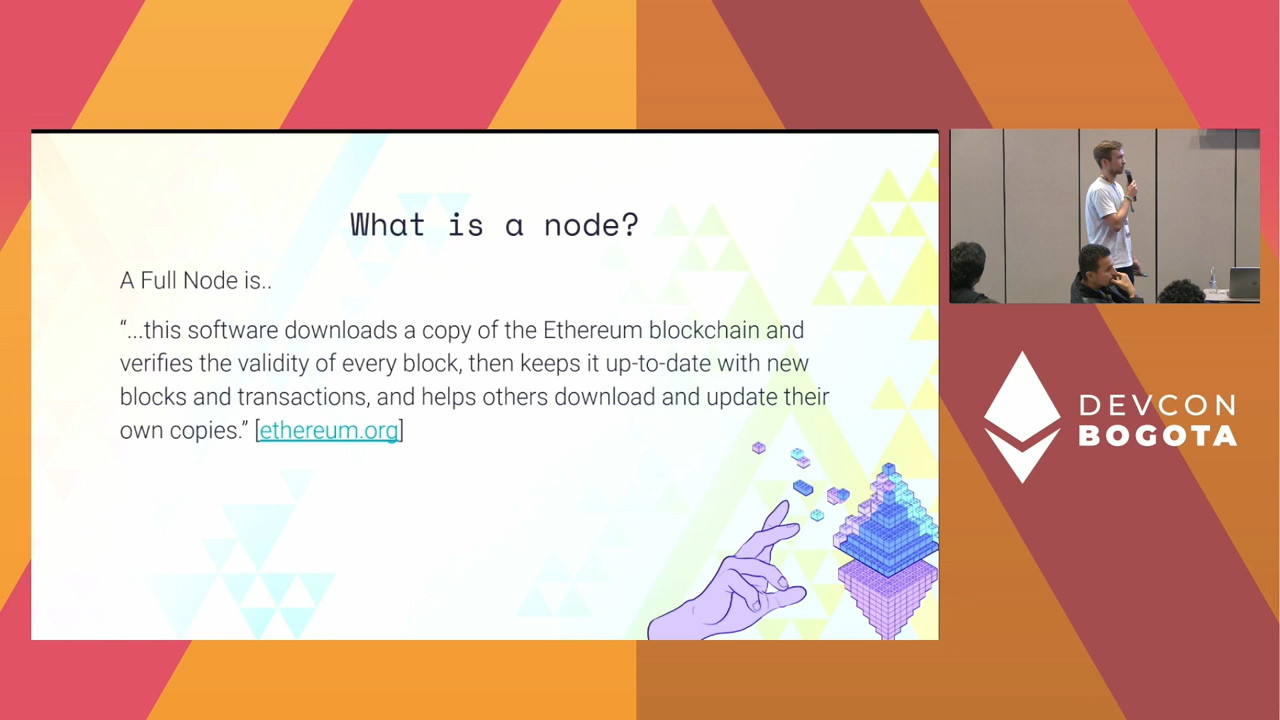 What is a node?
A Full Node is..
“...this software downloads a copy of the Ethereum blockchain and
verifies the validity of every block, then keeps it up-to-date with new
blocks and transactions, and helps others download and update their
own copies.” [ethereum.org]
DEVCON
BOGOTA